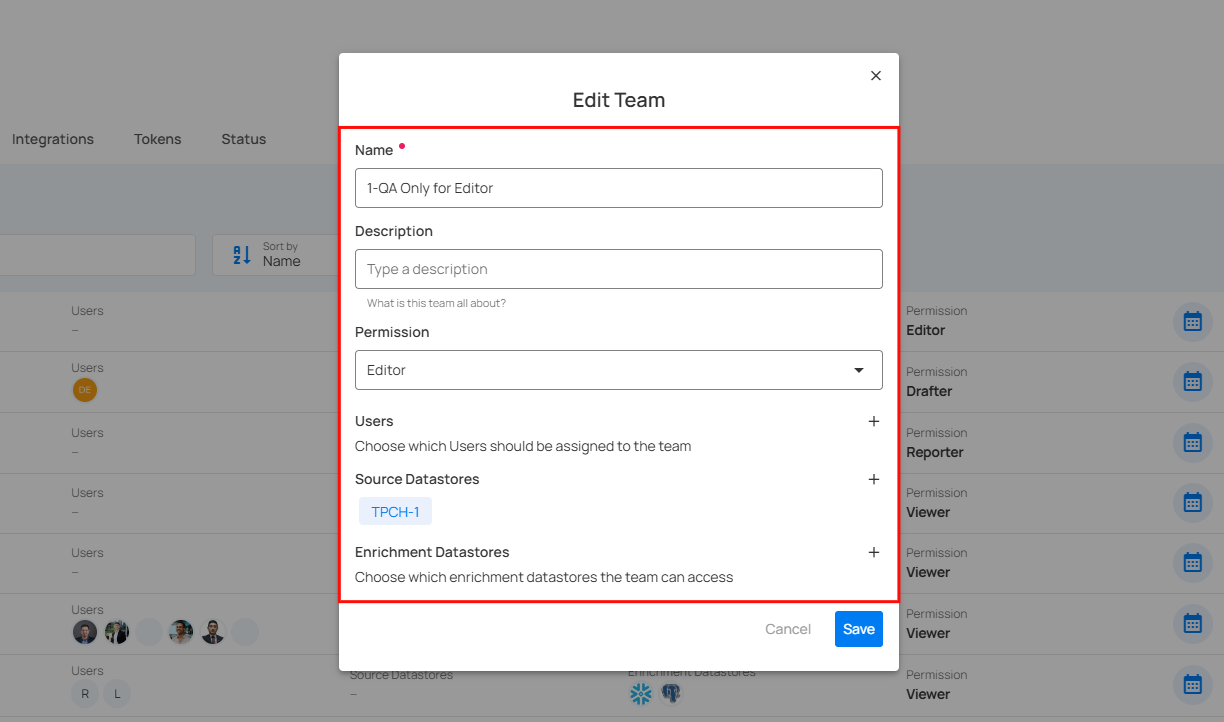 Edit Team
Integrations Tokens Status
Name
1-QA Only for Editor
Description
Sort by
Name
Type a description
What is this team all about?
Users
–
Permission
Editor
Permission
Editor
Users
DE
Permission
Drafter
Users
Choose which Users should be assigned to the team
Users
–
Permission
Reporter
Source Datastores
TPCH-1
Users
–
Permission
Viewer
Enrichment Datastores
Choose which enrichment datastores the team can access
Users
–
Permission
Viewer
Users
Permission
Viewer
Cancel Save
Users
R L
Source Datastores
–
Enrichment Datastores
Permission
Viewer